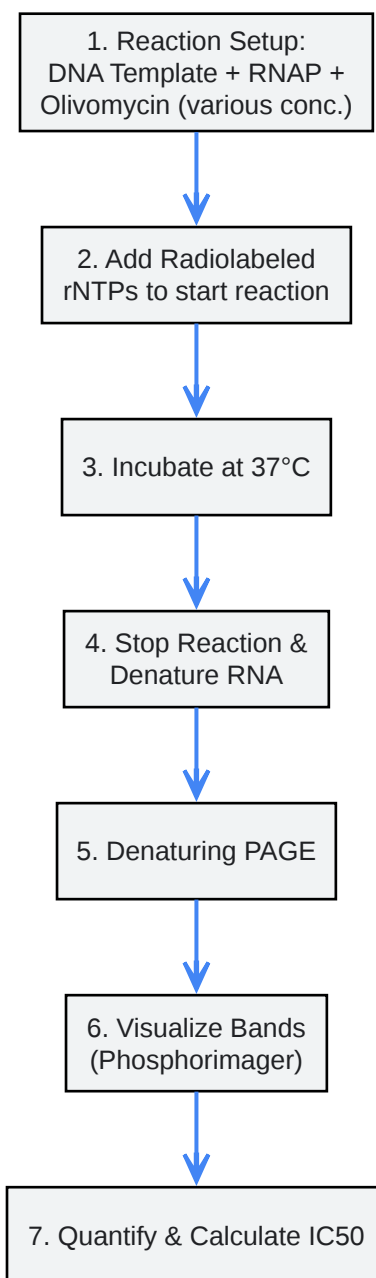 1. Reaction Setup:
DNA Template + RNAP +
Olivomycin (various conc.)
2. Add Radiolabeled
rNTPs to start reaction
3. Incubate at 37°C
4. Stop Reaction &
Denature RNA
5. Denaturing PAGE
6. Visualize Bands
(Phosphorimager)
7. Quantify & Calculate IC50